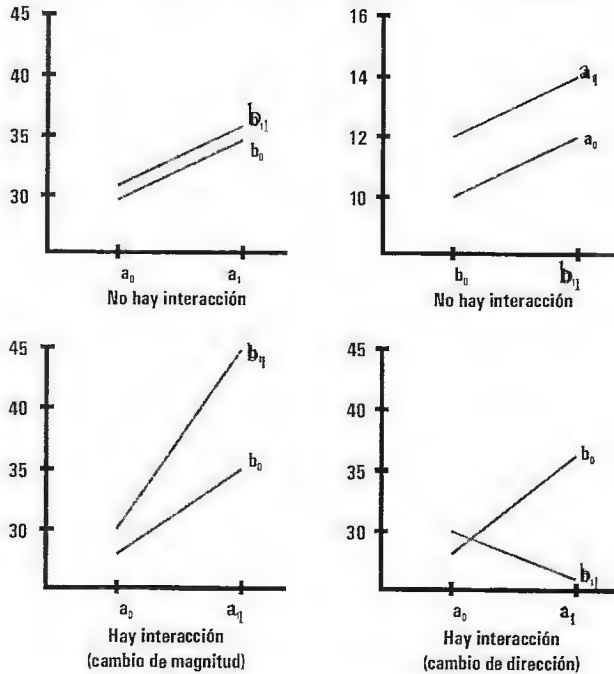 45
40
35
30
b₁
b₀
a₀ a₁
No hay interacción
16
14
12
10
a₁
a₀
b₀ b₁
No hay interacción
45
40
35
30
b₁
b₀
a₀ a₁
Hay interacción
(cambio de magnitud)
45
40
35
30
b₀
b₁
a₀ a₁
Hay interacción
(cambio de dirección)